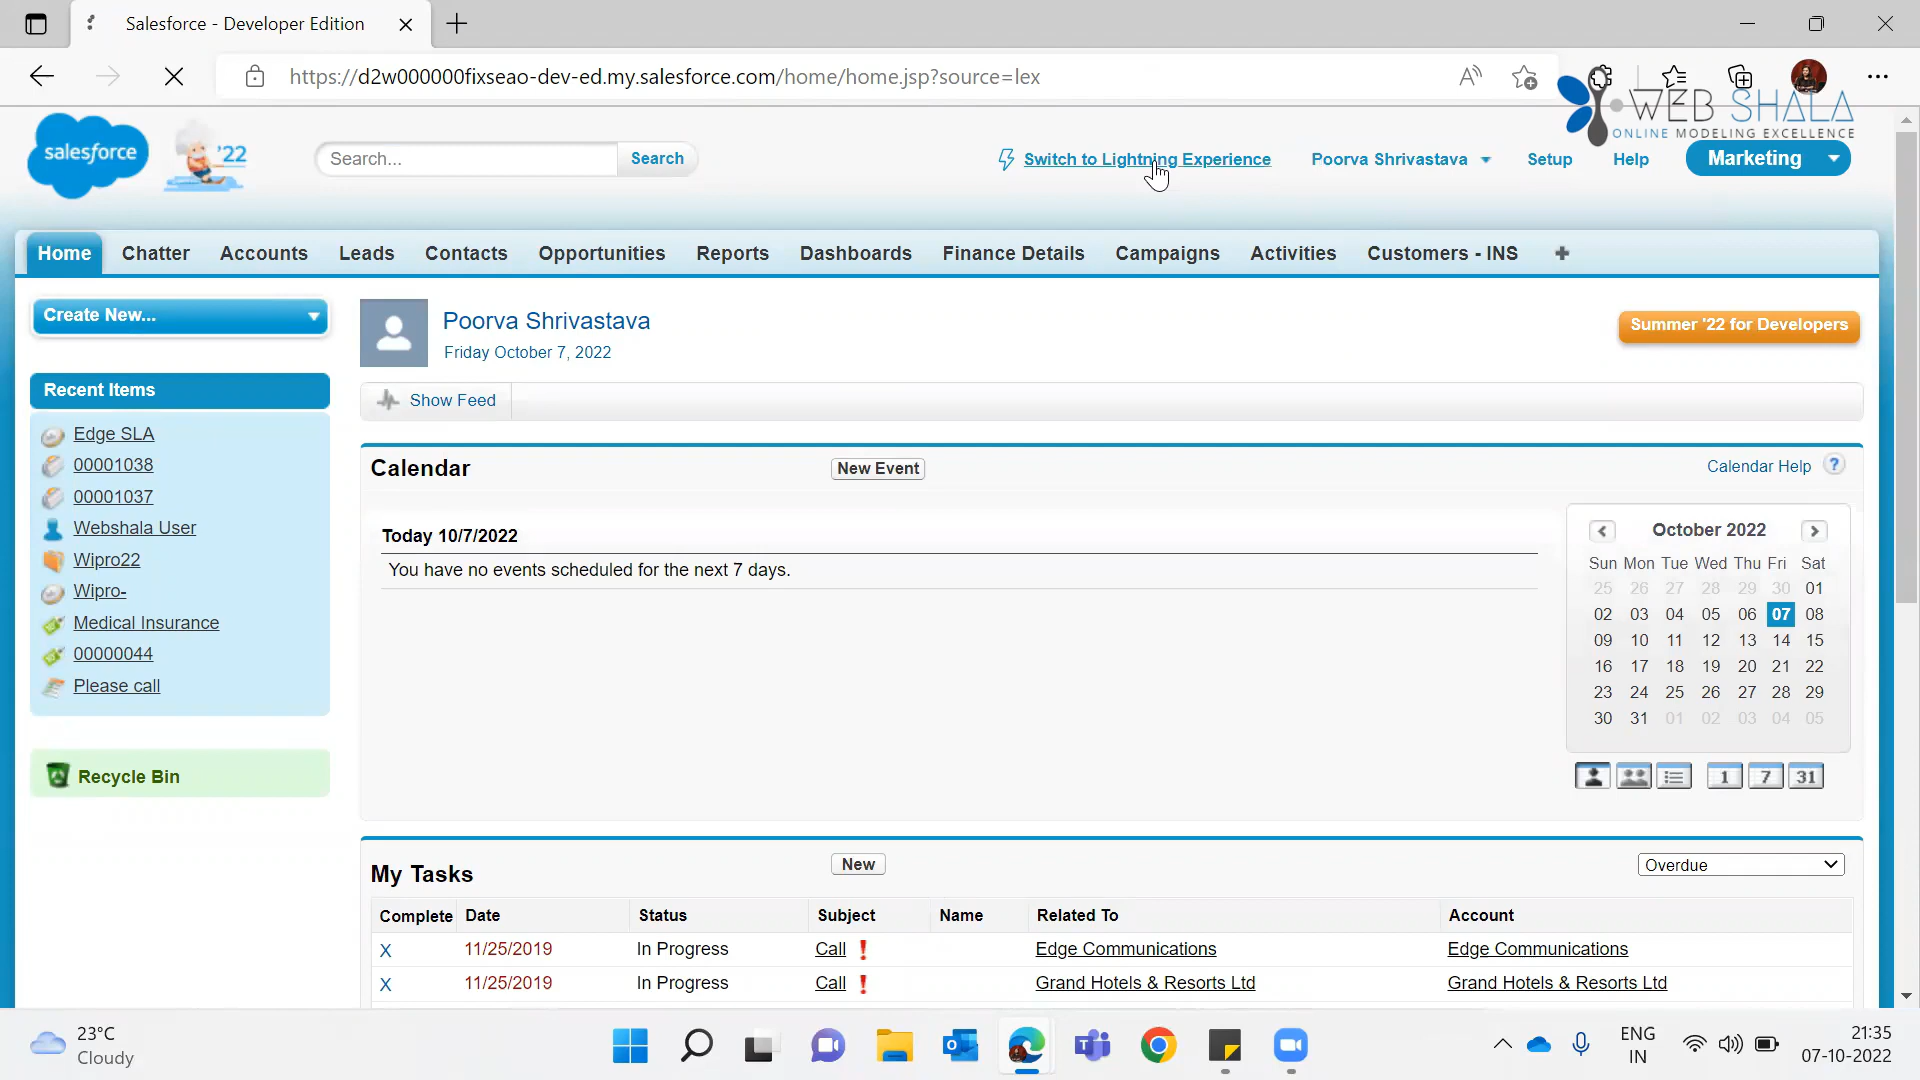 Salesforce - Developer Edition
https://d2w000000fixseao-dev-ed.my.salesforce.com/home/home.jsp?source=lex
WEB SHALA
ONLINE MODELING EXCELLENCE
salesforce
'22
Search...
Search
Switch to Lightning Experience
Poorva Shrivastava
Setup
Help
Marketing
Home
Chatter
Accounts
Leads
Contacts
Opportunities
Reports
Dashboards
Finance Details
Campaigns
Activities
Customers - INS
Create New...
Poorva Shrivastava
Friday October 7, 2022
Summer '22 for Developers
Recent Items
Edge SLA
00001038
00001037
Webshala User
Wipro22
Wipro-
Medical Insurance
00000044
Please call
Recycle Bin
Show Feed
Calendar
New Event
Calendar Help ?
Today 10/7/2022
You have no events scheduled for the next 7 days.
October 2022
Sun Mon Tue Wed Thu Fri Sat
25 26 27 28 29 30 01
02 03 04 05 06 07 08
09 10 11 12 13 14 15
16 17 18 19 20 21 22
23 24 25 26 27 28 29
30 31 01 02 03 04 05
1 7 31
My Tasks
New
Overdue
Complete Date Status Subject Name Related To Account
X 11/25/2019 In Progress Call ! Edge Communications Edge Communications
X 11/25/2019 In Progress Call ! Grand Hotels & Resorts Ltd Grand Hotels & Resorts Ltd
23°C
Cloudy
ENG
IN
21:35
07-10-2022